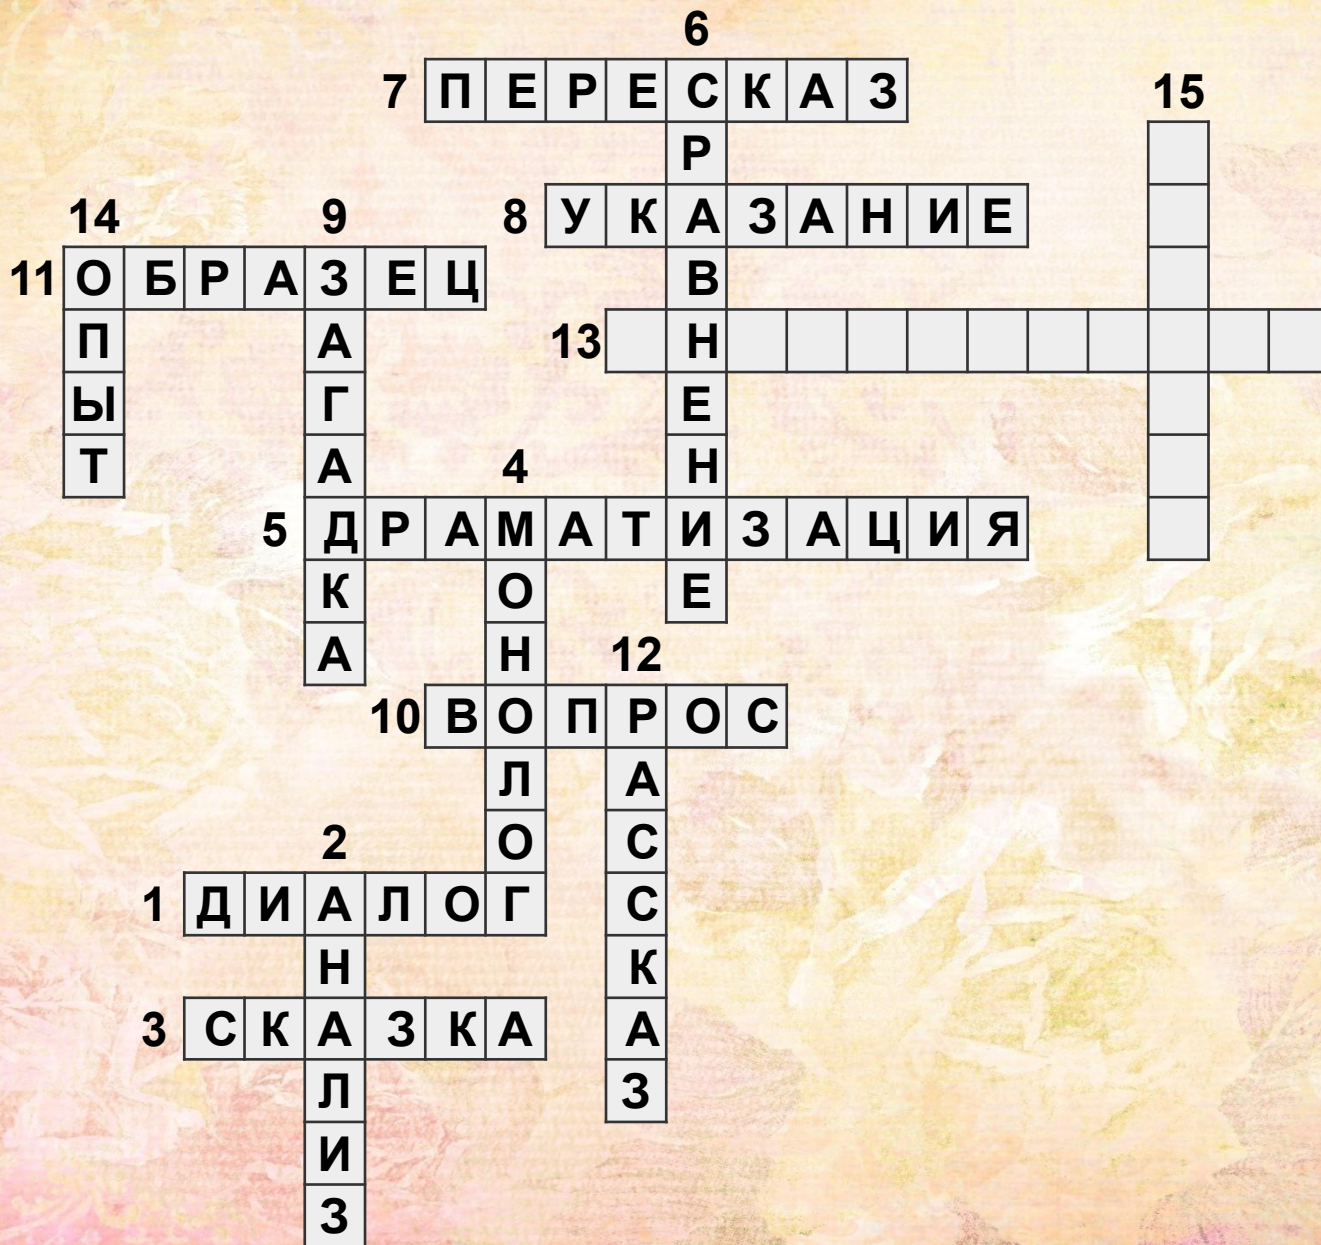 6
7 ПЕРЕСКАЗ 15
Р
14 9 8 УКАЗАНИЕ
11 ОБРАЗЕЦ В
П А 13 Н
Ы Г Е
Т А 4 Н
5 ДРАМАТИЗАЦИЯ
К О Е
А Н 12
10 ВОПРОС
Л А
2 О С
1 ДИАЛОГ С
Н К
3 СКАЗКА А
Л З
И
З